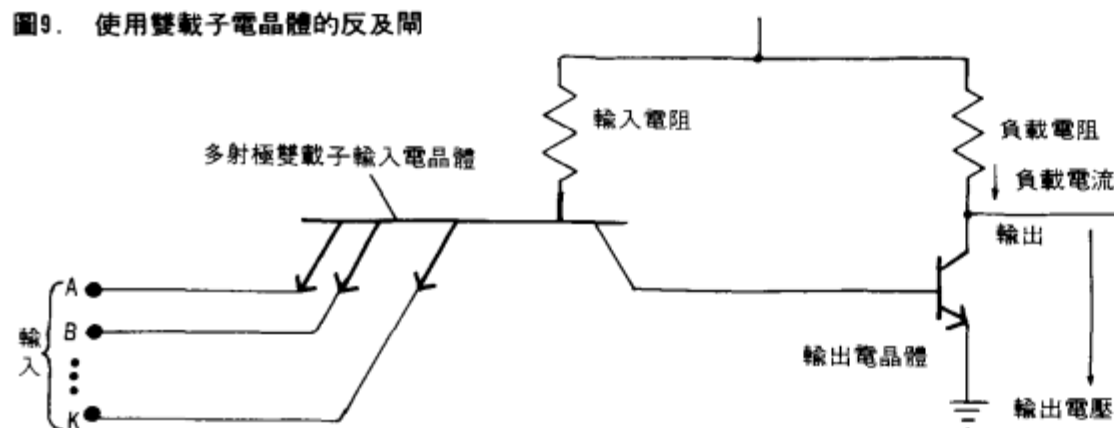 圖9. 使用雙載子電晶體的反及閘
輸入電阻
負載電阻
多射極雙載子輸入電晶體
負載電流
輸出
A
B
K
輸入
輸出電晶體
輸出電壓